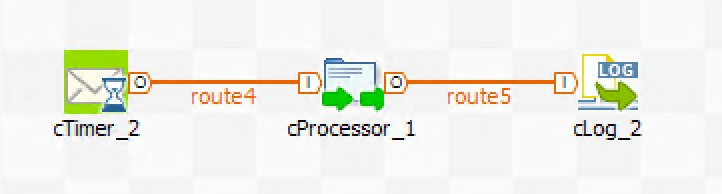 LOG
O
I
O
I
route4
route5
cTimer_2
cProcessor_1
cLog_2